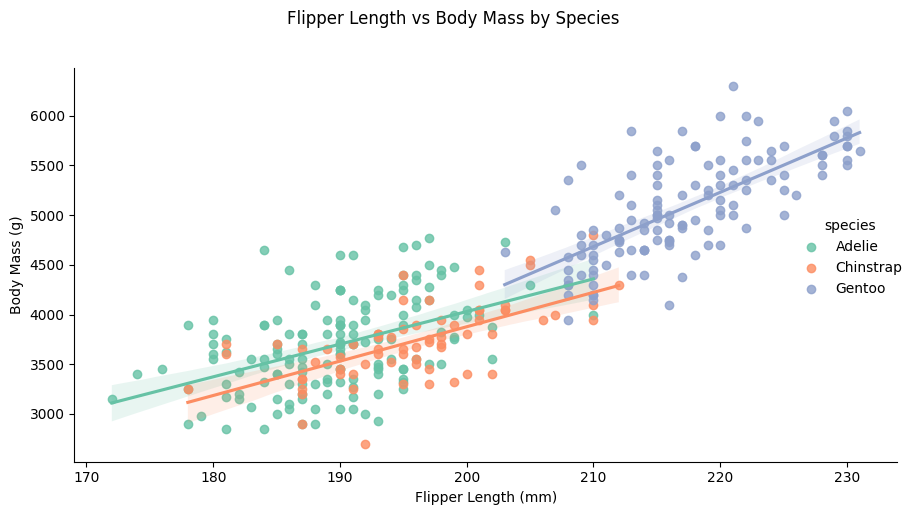 Flipper Length vs Body Mass by Species
Body Mass (g)
6000
5500
5000
4500
4000
3500
3000
species
Adelie
Chinstrap
Gentoo
170
180
190
200
210
220
230
Flipper Length (mm)